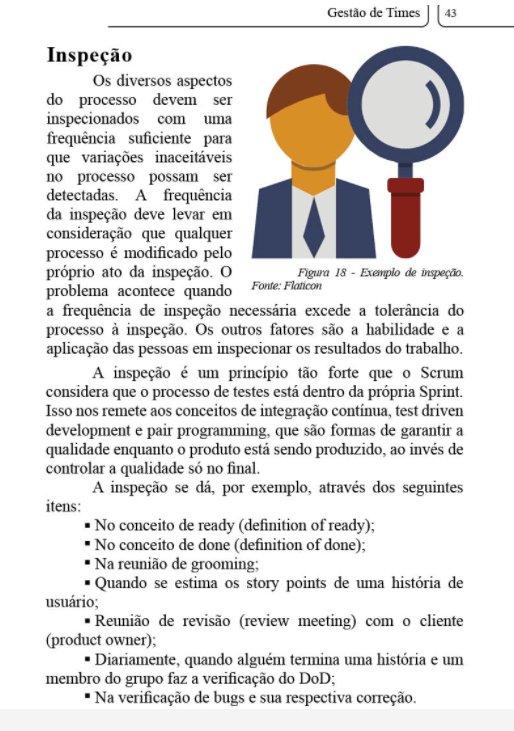 Gestão de Times 43
Inspeção
Os diversos aspectos
do processo devem ser
inspecionados com uma
frequência suficiente para
que variações inaceitáveis
no processo possam ser
detectadas. A frequência
da inspeção deve levar em
consideração que qualquer
processo é modificado pelo
próprio ato da inspeção. O
problema acontece quando
Figura 18 - Exemplo de inspeção.
Fonte: Flaticon
a frequência de inspeção necessária excede a tolerância do
processo à inspeção. Os outros fatores são a habilidade e a
aplicação das pessoas em inspecionar os resultados do trabalho.
A inspeção é um princípio tão forte que o Scrum
considera que o processo de testes está dentro da própria Sprint.
Isso nos remete aos conceitos de integração contínua, test driven
development e pair programming, que são formas de garantir a
qualidade enquanto o produto está sendo produzido, ao invés de
controlar a qualidade só no final.
A inspeção se dá, por exemplo, através dos seguintes
itens:
▪ No conceito de ready (definition of ready);
▪ No conceito de done (definition of done);
▪ Na reunião de grooming;
▪ Quando se estima os story points de uma história de
usuário;
▪ Reunião de revisão (review meeting) com o cliente
(product owner);
▪ Diariamente, quando alguém termina uma história e um
membro do grupo faz a verificação do DoD;
▪ Na verificação de bugs e sua respectiva correção.